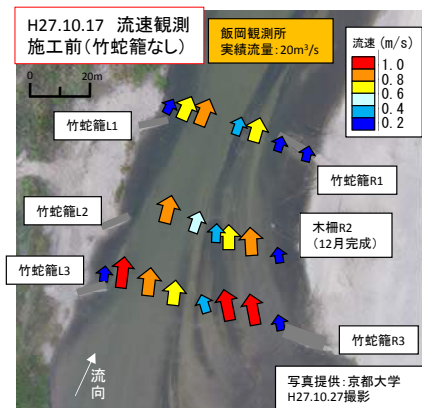 H27.10.17 流速観測
施工前(竹蛇籠なし)
飯岡観測所
実績流量:20m³/s
流速 (m/s)
1.0
0.8
0.6
0.4
0.2
0 20m
竹蛇籠L1
竹蛇籠R1
竹蛇籠L2
木柵R2
(12月完成)
竹蛇籠L3
竹蛇籠R3
流向
写真提供:京都大学
H27.10.27撮影